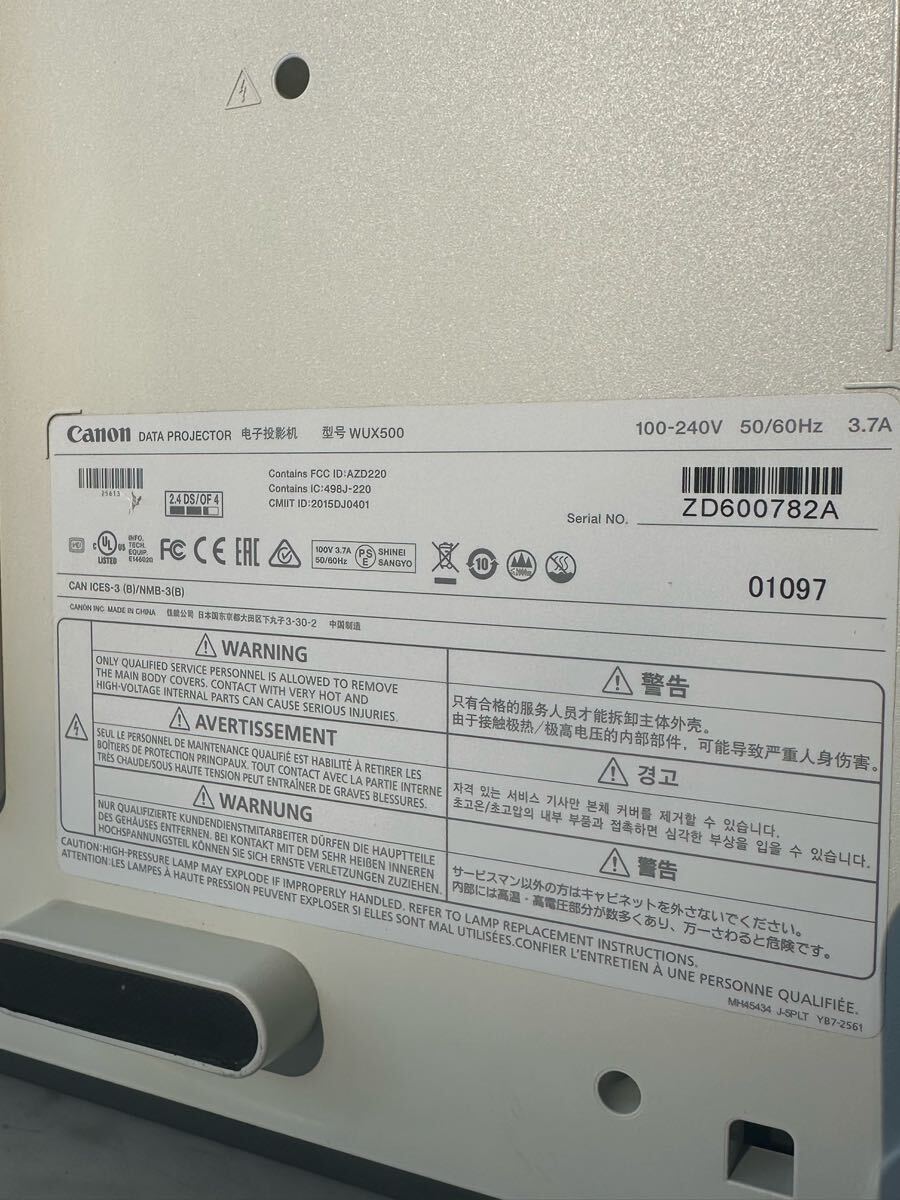 Canon DATA PROJECTOR 电子投影机 型号 WUX500 100-240V 50/60Hz 3.7A
25613
2.4 DS/OF 4
Contains FCC ID:AZD220
Contains IC:498J-220
CMIIT ID:2015DJ0401
Serial NO. ZD600782A
c UL US LISTED
INFO.
TECH.
EQUIP.
E146020
FC CE EAC
100V 3.7A
50/60Hz
PS E
SHINEI
SANGYO
10
≤2000m
01097
CAN ICES-3 (B)/NMB-3(B)
CANON INC. MADE IN CHINA 佳能公司 日本国东京都大田区下丸子3-30-2 中国制造
WARNING
ONLY QUALIFIED SERVICE PERSONNEL IS ALLOWED TO REMOVE
THE MAIN BODY COVERS. CONTACT WITH VERY HOT AND
HIGH-VOLTAGE INTERNAL PARTS CAN CAUSE SERIOUS INJURIES.
AVERTISSEMENT
SEUL LE PERSONNEL DE MAINTENANCE QUALIFIÉ EST HABILITÉ À RETIRER LES
BOÎTIERS DE PROTECTION PRINCIPAUX. TOUT CONTACT AVEC LA PARTIE INTERNE
TRÈS CHAUDE/SOUS HAUTE TENSION PEUT ENTRAÎNER DE GRAVES BLESSURES.
WARNUNG
NUR QUALIFIZIERTE KUNDENDIENSTMITARBEITER DÜRFEN DIE HAUPTTEILE
DES GEHÄUSES ENTFERNEN. BEI KONTAKT MIT DEM SEHR HEIBEN INNEREN
HOCHSPANNUNGSTEIL KÖNNEN SIE SICH ERNSTE VERLETZUNGEN ZUZIEHEN.
警告
只有合格的服务人员才能拆卸主体外壳。
由于接触极热/极高电压的内部部件，可能导致严重人身伤害。
경고
자격 있는 서비스 기사만 본체 커버를 제거할 수 있습니다.
초고온/초고압의 내부 부품과 접촉하면 심각한 부상을 입을 수 있습니다.
警告
サービスマン以外の方はキャビネットを外さないでください。
内部には高温・高電圧部分が数多くあり、万一さわると危険です。
CAUTION:HIGH-PRESSURE LAMP MAY EXPLODE IF IMPROPERLY HANDLED. REFER TO LAMP REPLACEMENT INSTRUCTIONS.
ATTENTION:LES LAMPES À HAUTE PRESSION PEUVENT EXPLOSER SI ELLES SONT MAL UTILISÉES.CONFIER L'ENTRETIEN À UNE PERSONNE QUALIFIÉE.
MH45434 J-5PLT YB7-2561